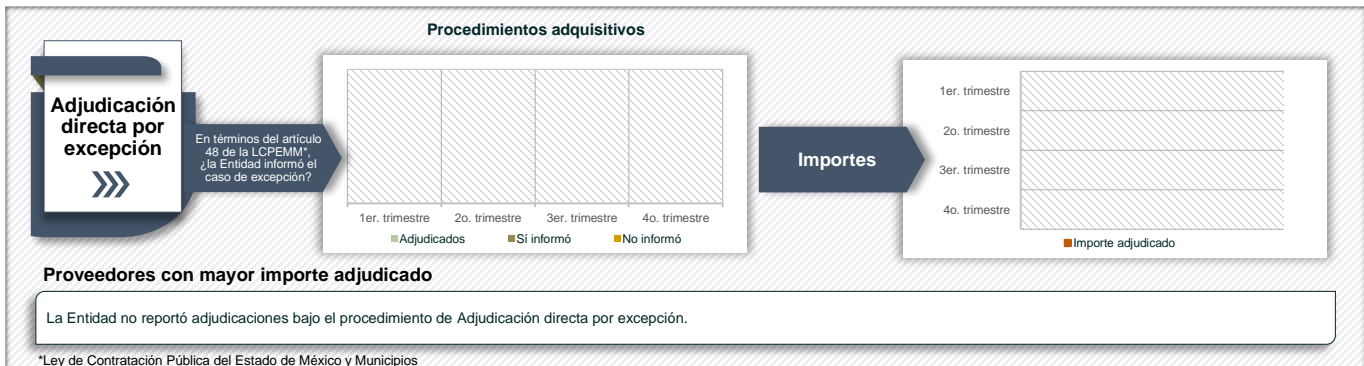 Procedimientos adquisitivos
Adjudicación
directa por
excepción
En términos del artículo
48 de la LCPEMM*,
¿la Entidad informó el
caso de excepción?
1er. trimestre 2o. trimestre 3er. trimestre 4o. trimestre
Adjudicados Sí informó No informó
Importes
1er. trimestre
2o. trimestre
3er. trimestre
4o. trimestre
Importe adjudicado
Proveedores con mayor importe adjudicado
La Entidad no reportó adjudicaciones bajo el procedimiento de Adjudicación directa por excepción.
*Ley de Contratación Pública del Estado de México y Municipios